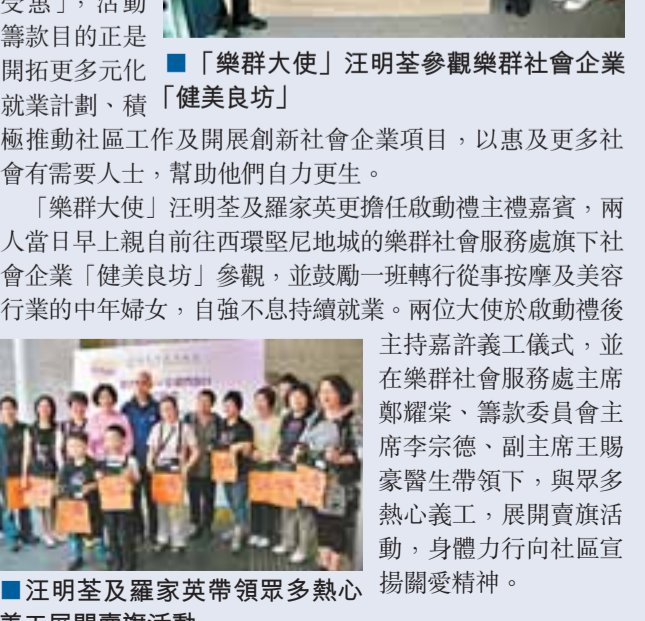 受惠」，活動
籌款目的正是
開拓更多元化
就業計劃、積
■「樂群大使」汪明荃參觀樂群社會企業
「健美良坊」
極推動社區工作及開展創新社會企業項目，以惠及更多社
會有需要人士，幫助他們自力更生。
「樂群大使」汪明荃及羅家英更擔任啟動禮主禮嘉賓，兩
人當日早上親自前往西環堅尼地城的樂群社會服務處旗下社
會企業「健美良坊」參觀，並鼓勵一班轉行從事按摩及美容
行業的中年婦女，自強不息持續就業。兩位大使於啟動禮後
主持嘉許義工儀式，並
在樂群社會服務處主席
鄭耀棠、籌款委員會主
席李宗德、副主席王賜
豪醫生帶領下，與眾多
熱心義工，展開賣旗活
動，身體力行向社區宣
揚關愛精神。
■汪明荃及羅家英帶領眾多熱心
義工展開賣旗活動